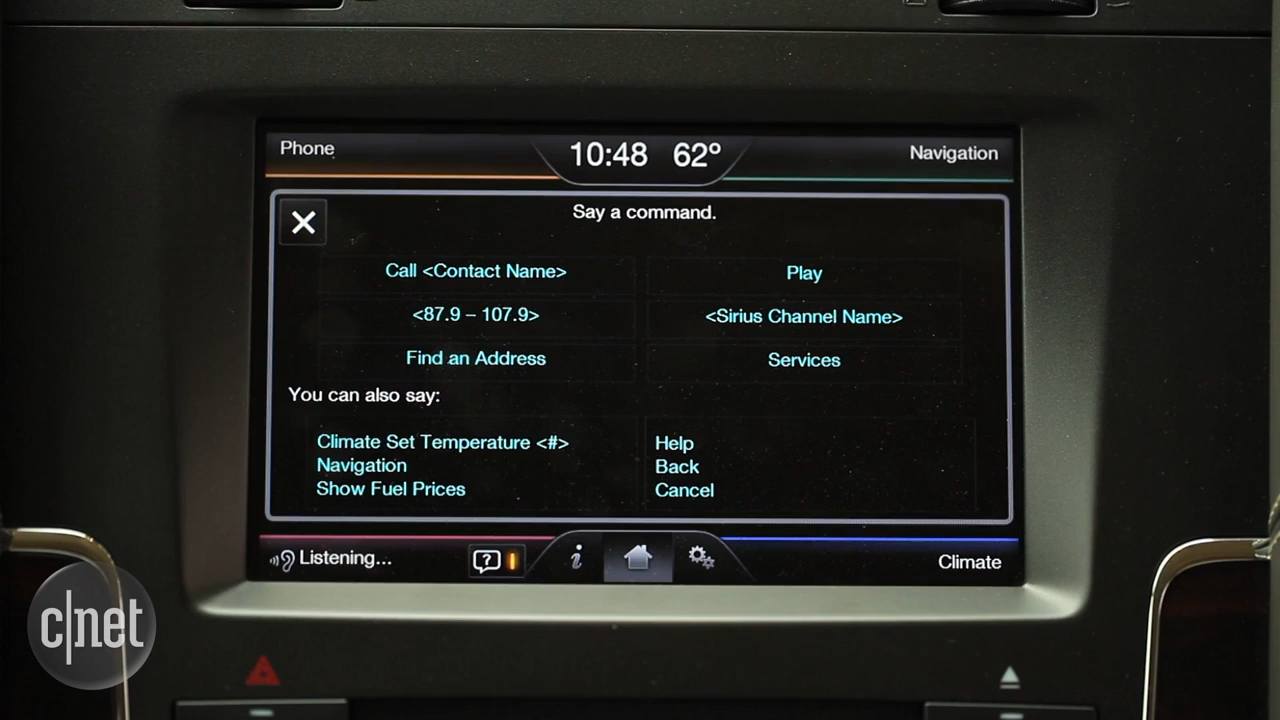 Phone
10:48 62°
Navigation
Say a command.
Call <Contact Name>
Play
<87.9 – 107.9>
<Sirius Channel Name>
Find an Address
Services
You can also say:
Climate Set Temperature <#>
Help
Navigation
Back
Show Fuel Prices
Cancel
Listening...
?
i
Climate
c|net